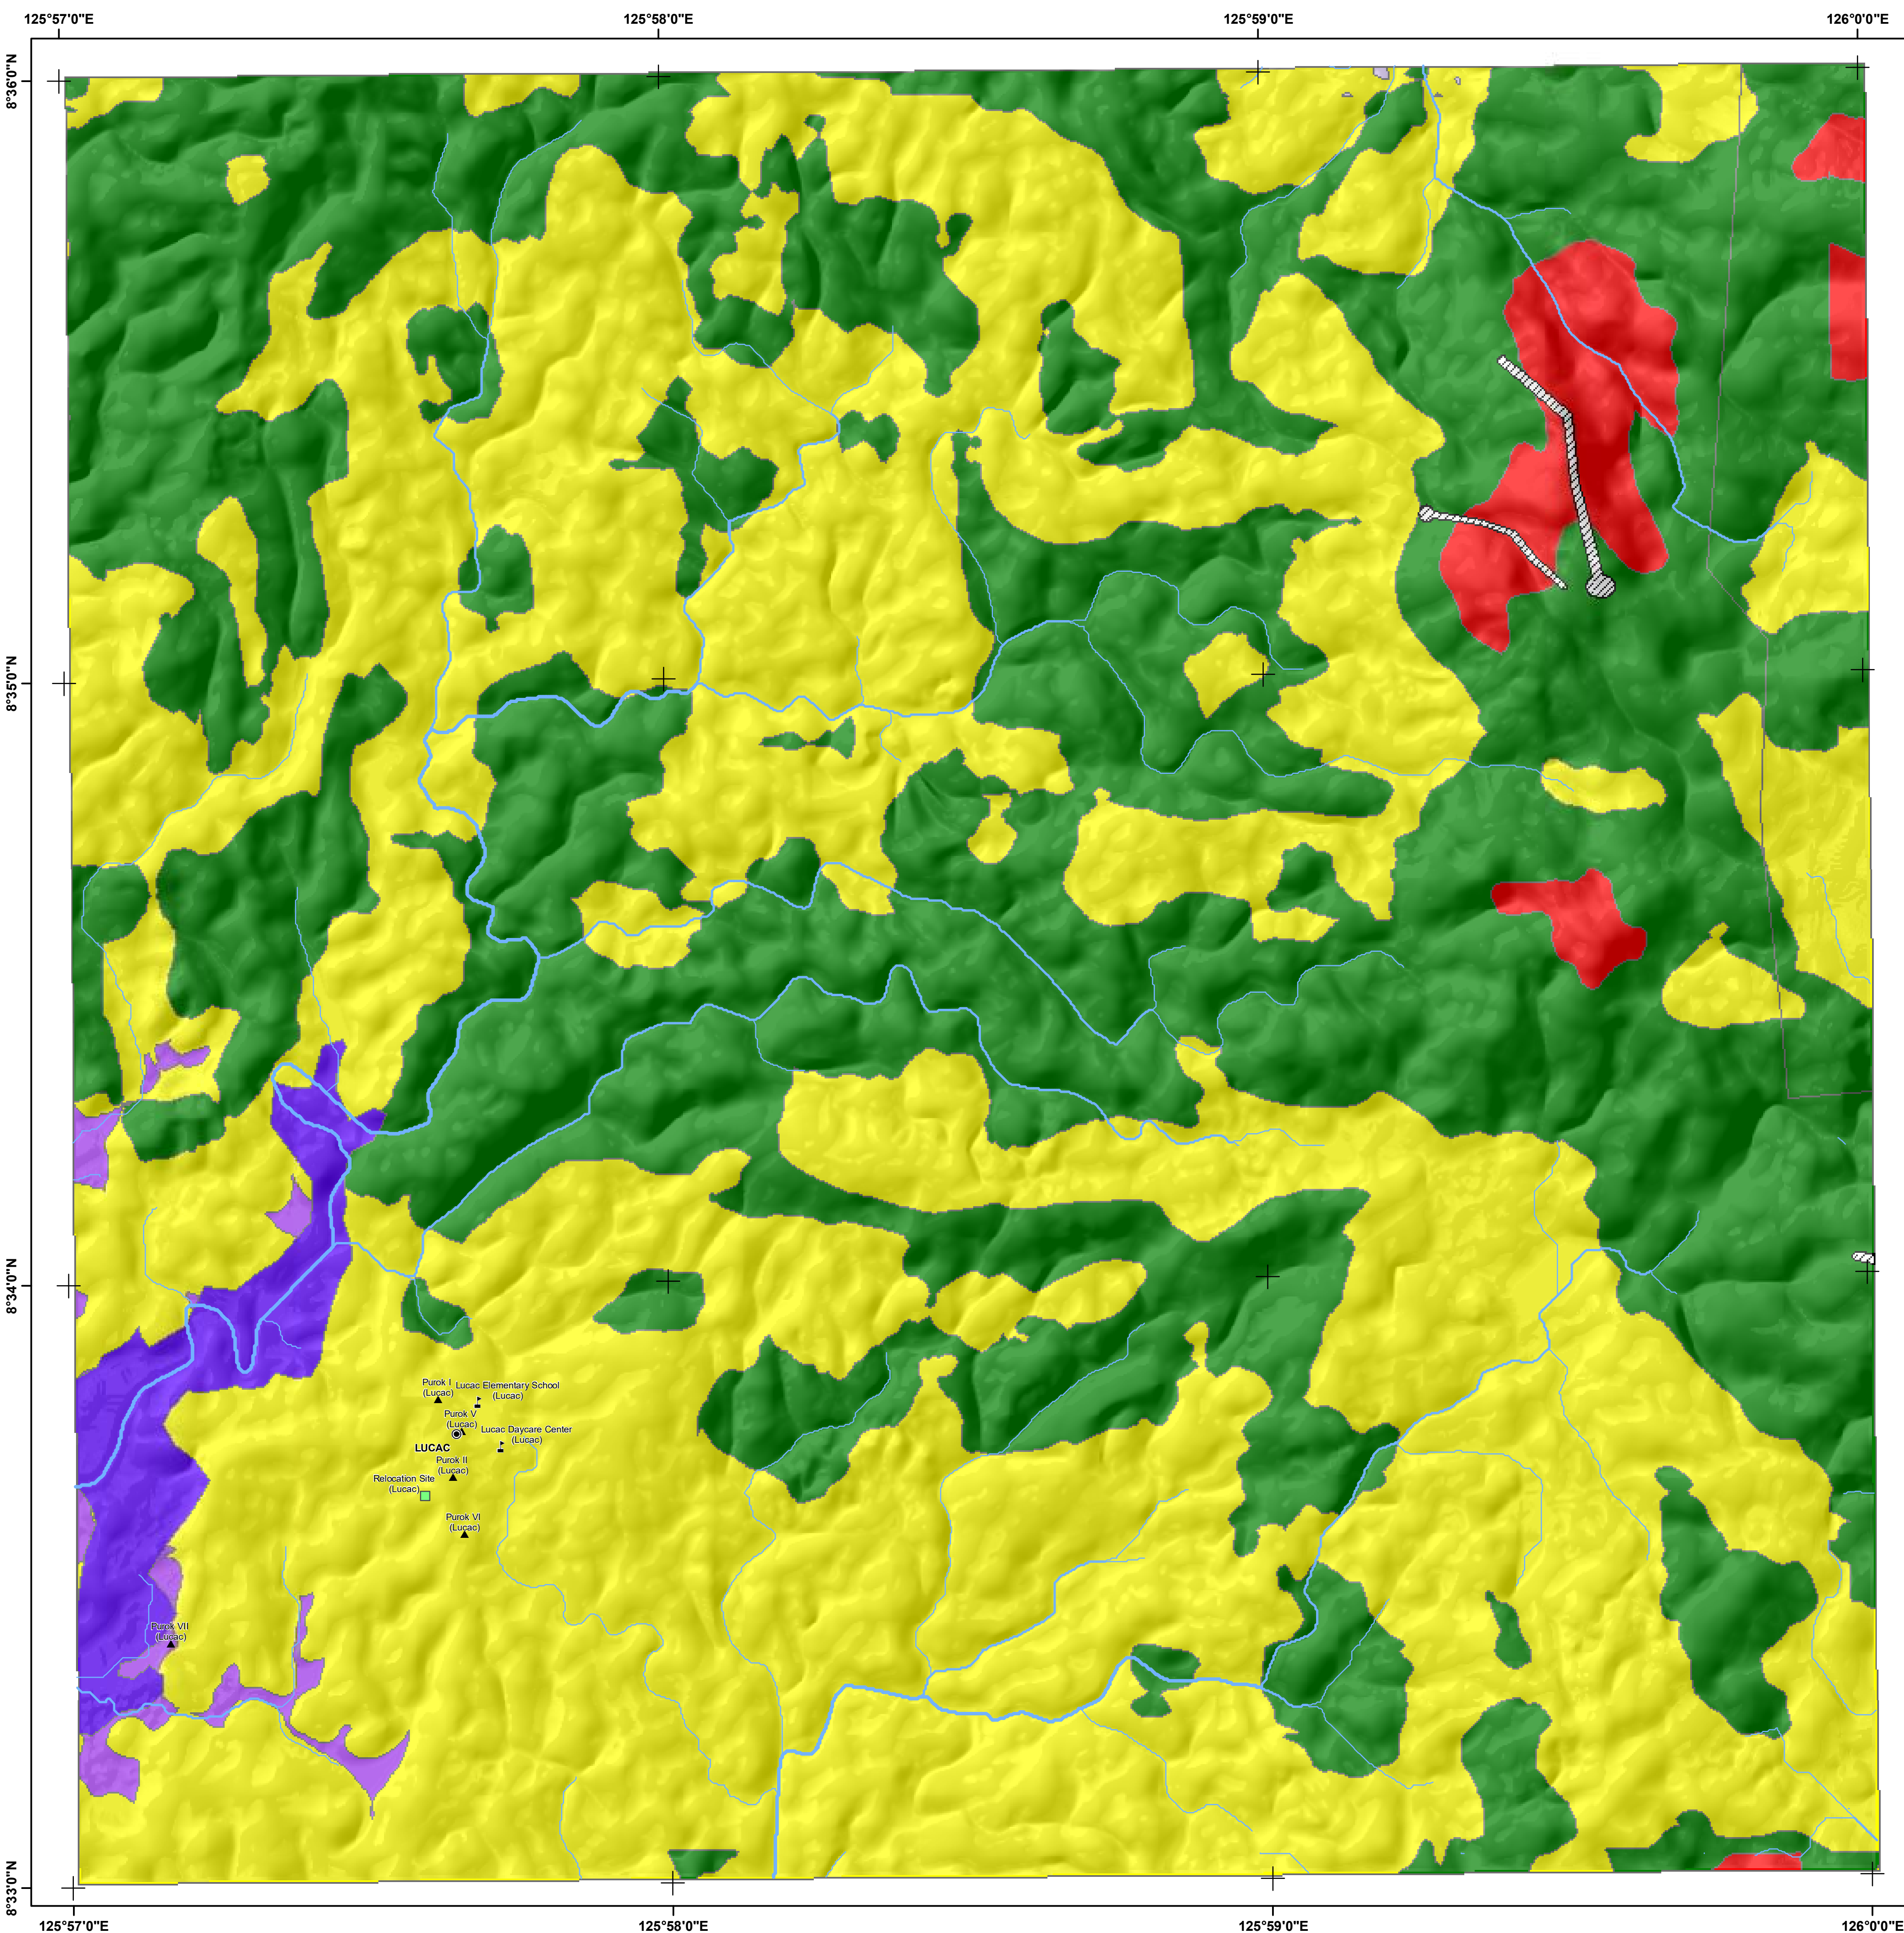 125°57'0"E
125°58'0"E
125°59'0"E
126°0'0"E
8°36'0"N
8°35'0"N
8°34'0"N
Purok I
(Lucac)
Lucac Elementary School
(Lucac)
Purok V
(Lucac)
Lucac Daycare Center
(Lucac)
LUCAC
Purok II
(Lucac)
Relocation Site
(Lucac)
Purok VI
(Lucac)
Purok VII
(Lucac)
8°33'0"N
125°57'0"E
125°58'0"E
125°59'0"E
126°0'0"E